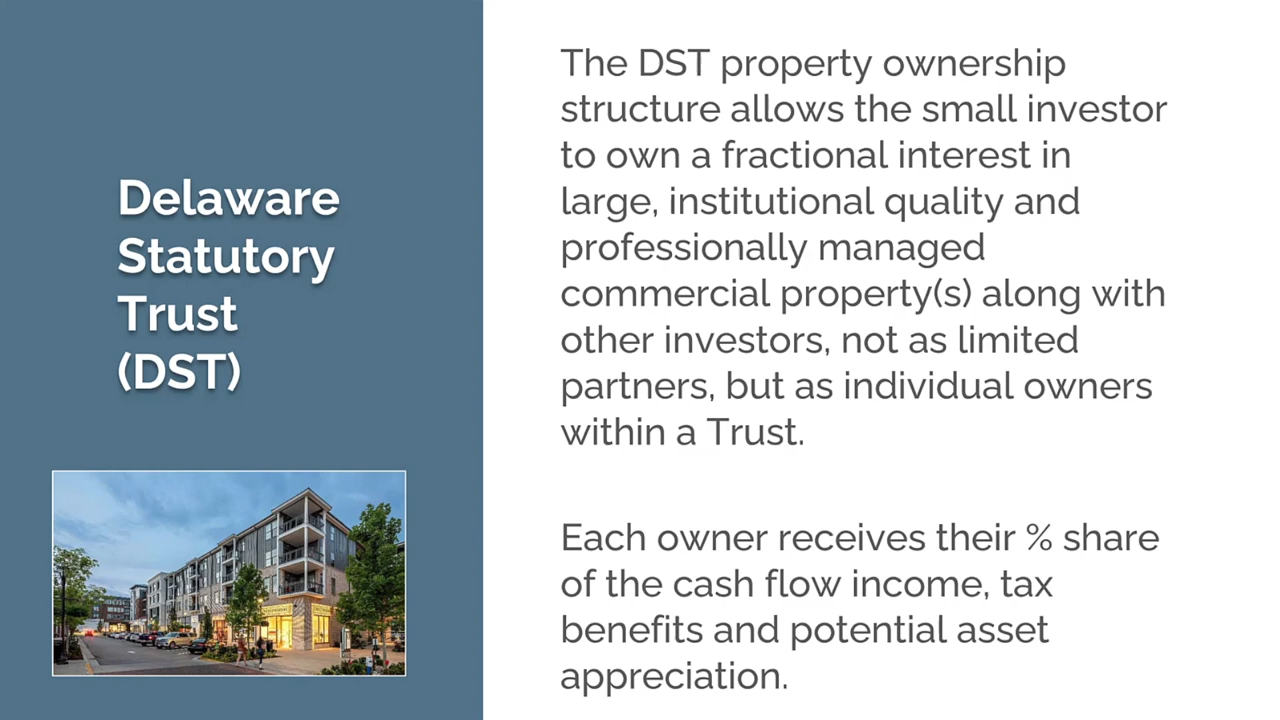 Delaware
Statutory
Trust
(DST)
The DST property ownership
structure allows the small investor
to own a fractional interest in
large, institutional quality and
professionally managed
commercial property(s) along with
other investors, not as limited
partners, but as individual owners
within a Trust.
Each owner receives their % share
of the cash flow income, tax
benefits and potential asset
appreciation.